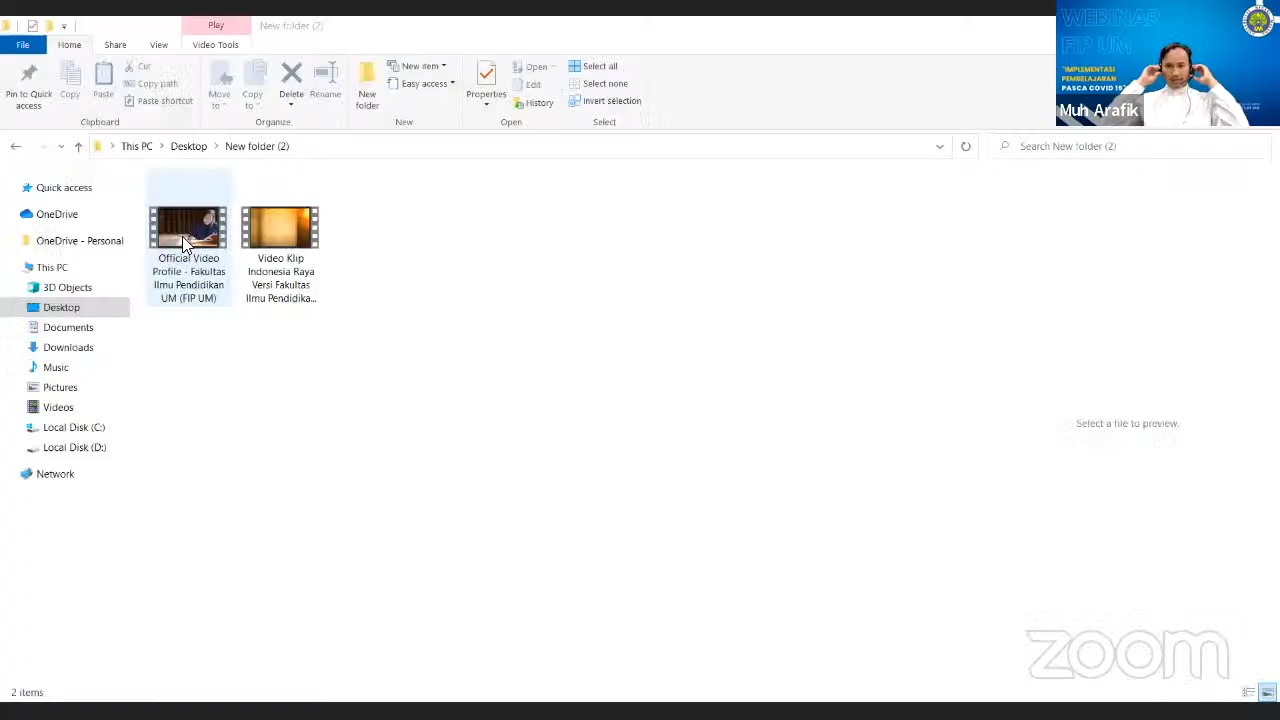 Play
New folder (2)
File
Home
Share
View
Video Tools
Pin to Quick
access
Copy
Paste
Cut
Copy path
Paste shortcut
Move
to
Copy
to
Delete
Rename
New
folder
New item
Easy access
Properties
Open
Edit
History
Select all
Select none
Invert selection
Clipboard
Organize
New
Open
Select
This PC
Desktop
New folder (2)
Search New folder (2)
Quick access
OneDrive
OneDrive - Personal
This PC
3D Objects
Desktop
Documents
Downloads
Music
Pictures
Videos
Local Disk (C:)
Local Disk (D:)
Network
Official Video
Profile - Fakultas
Ilmu Pendidikan
UM (FIP UM)
Video Klip
Indonesia Raya
Versi Fakultas
Ilmu Pendidika...
Select a file to preview.
2 items
WEBINAR
FIP UM
"IMPLEMENTASI
PEMBELAJARAN
PASCA COVID 19
Muh Arafik
zoom